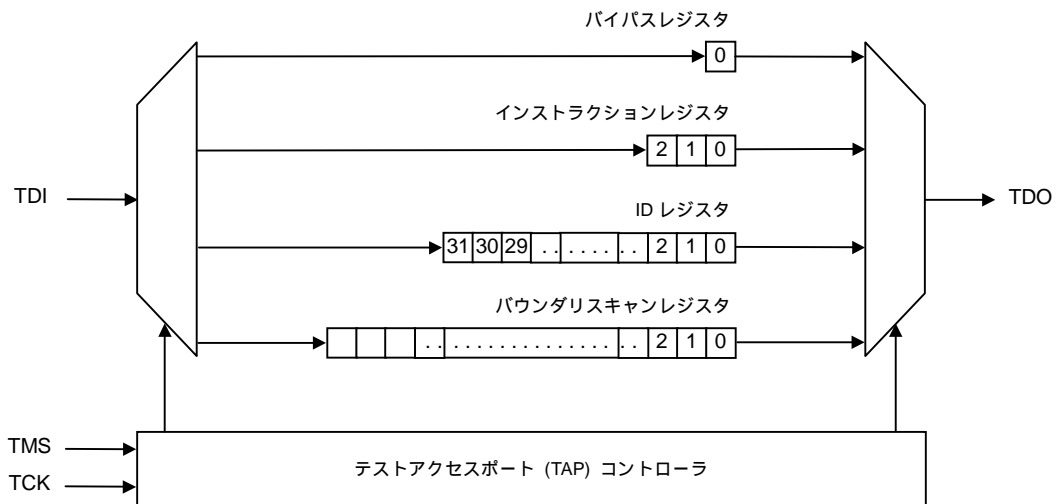 バイパスレジスタ
0
インストラクションレジスタ
2 1 0
TDI
TDO
ID レジスタ
31 30 29 . . . . . . . . 2 1 0
バウンダリスキャンレジスタ
. . . . . . . . . . . . . . . . . . 2 1 0
TMS
TCK
テストアクセスポート (TAP) コントローラ